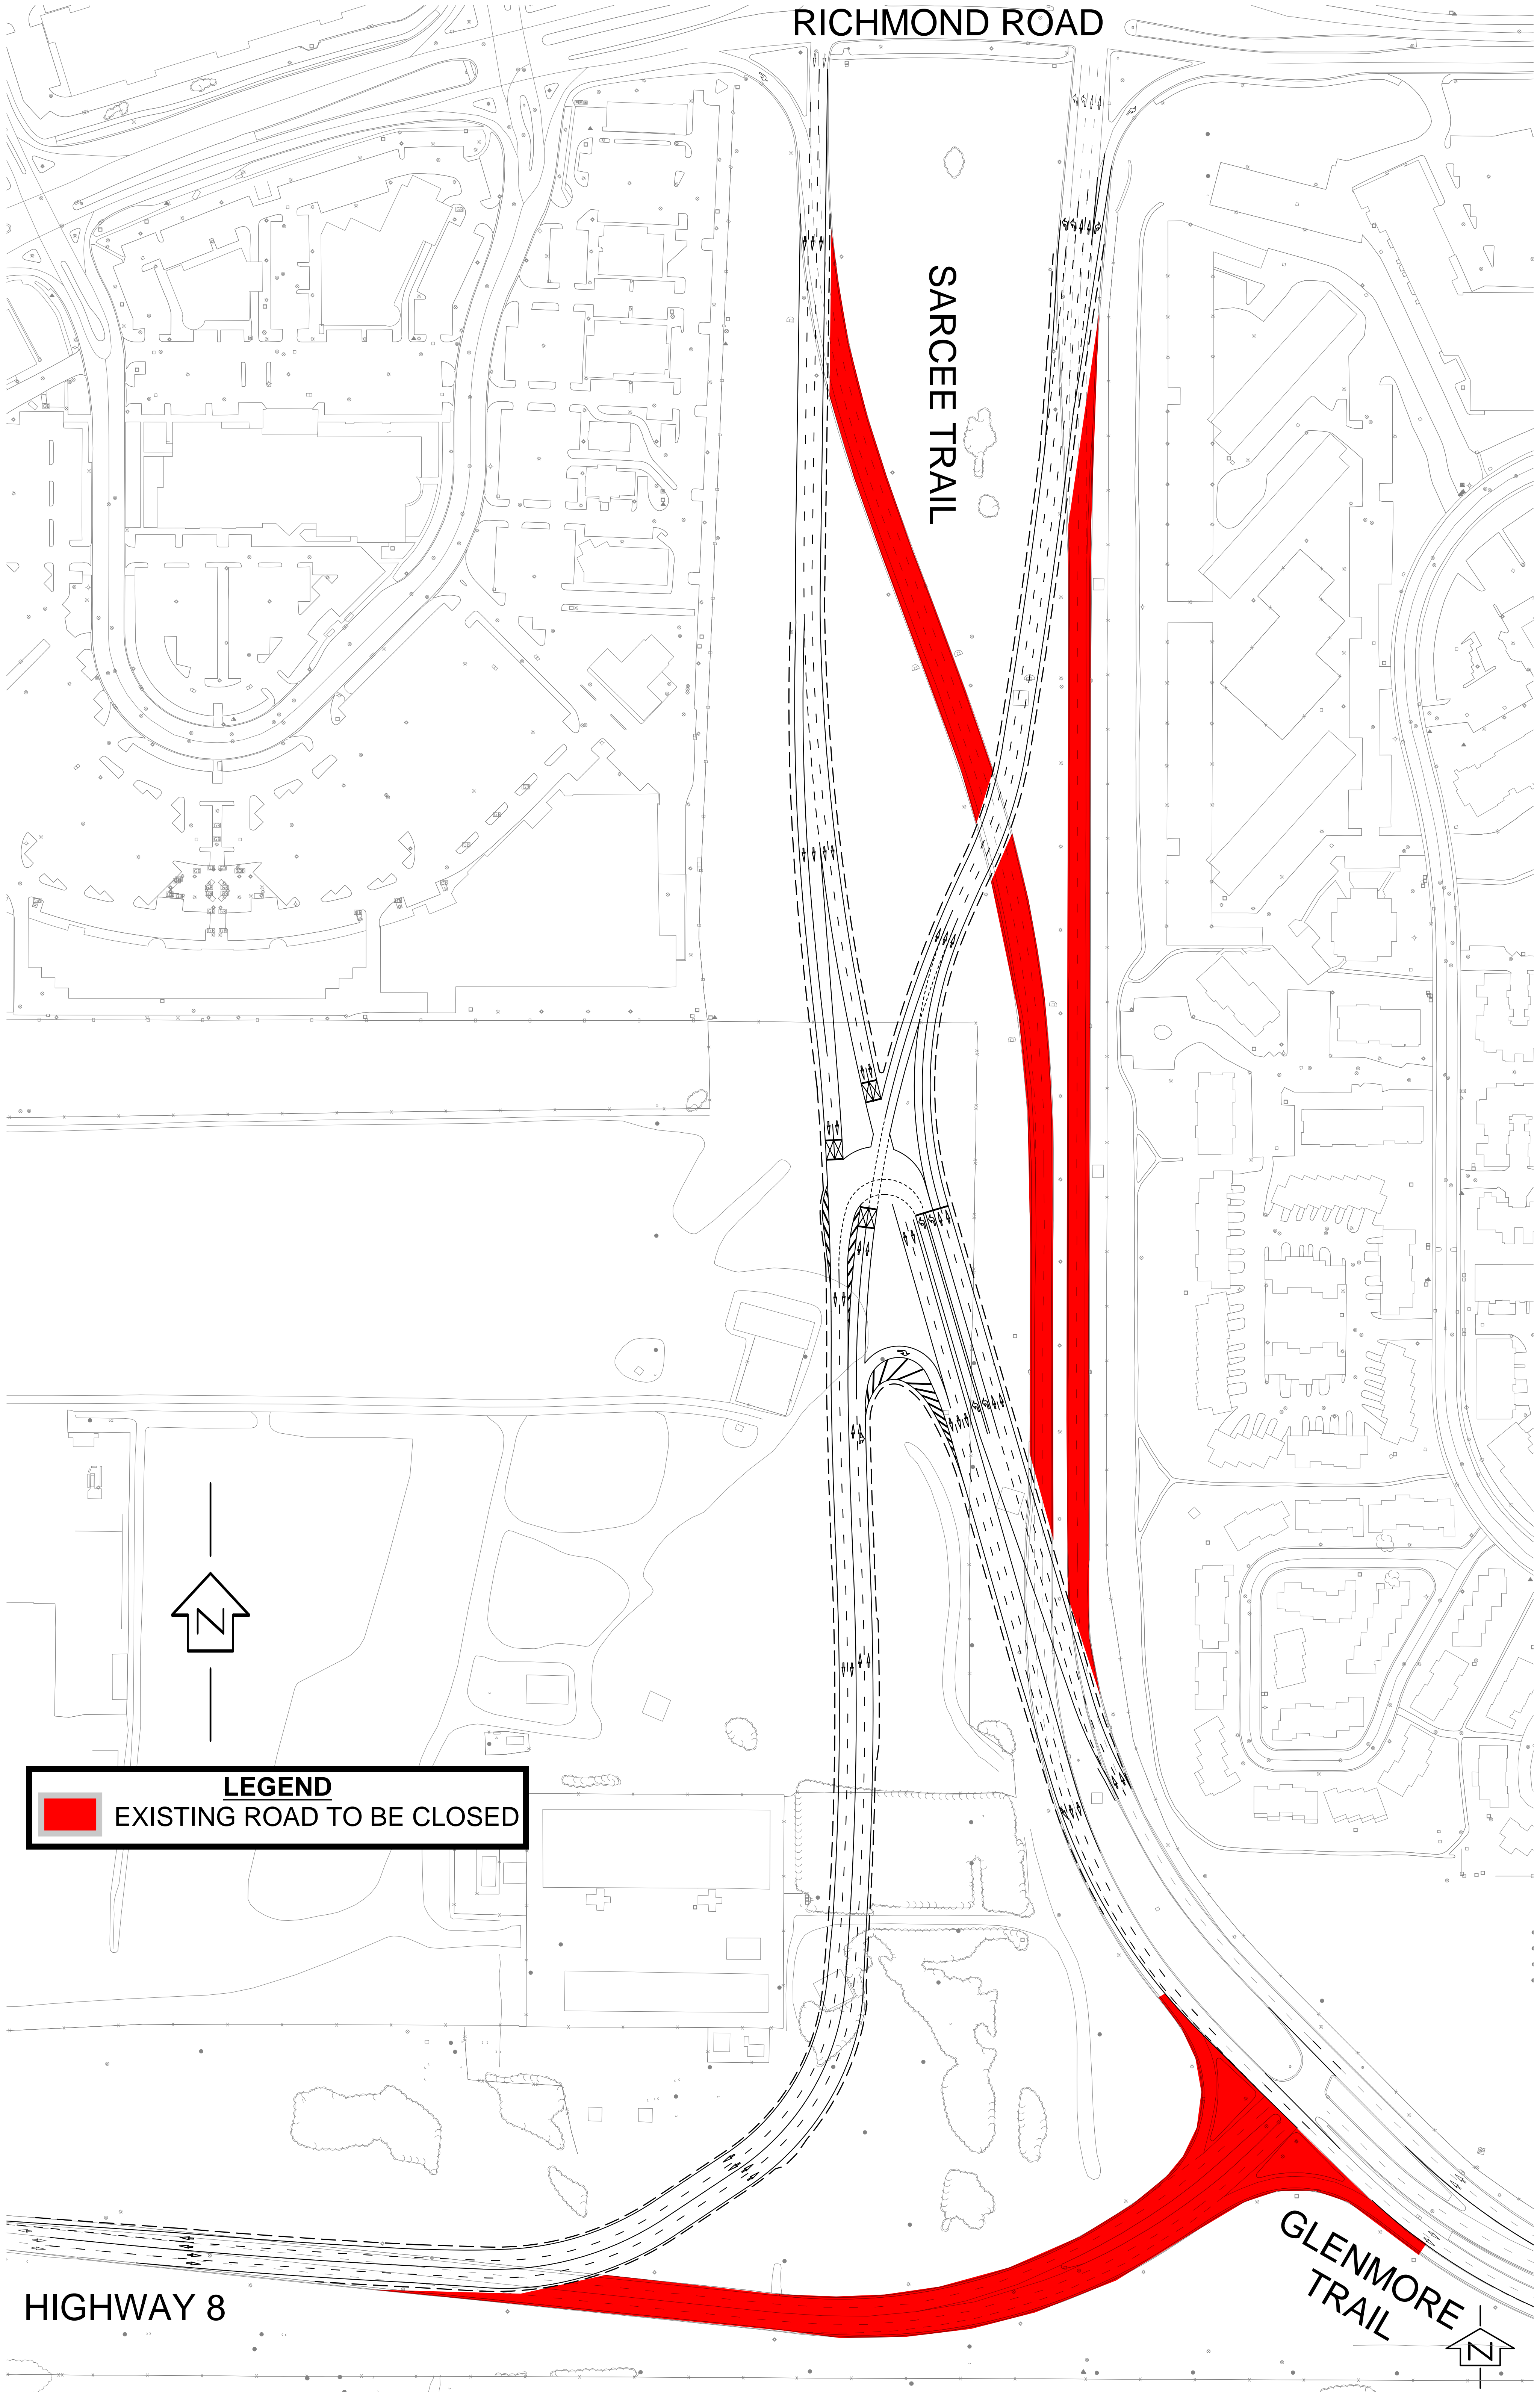 RICHMOND ROAD
SARCEE TRAIL
N
LEGEND
EXISTING ROAD TO BE CLOSED
HIGHWAY 8
GLENMORE
TRAIL
N